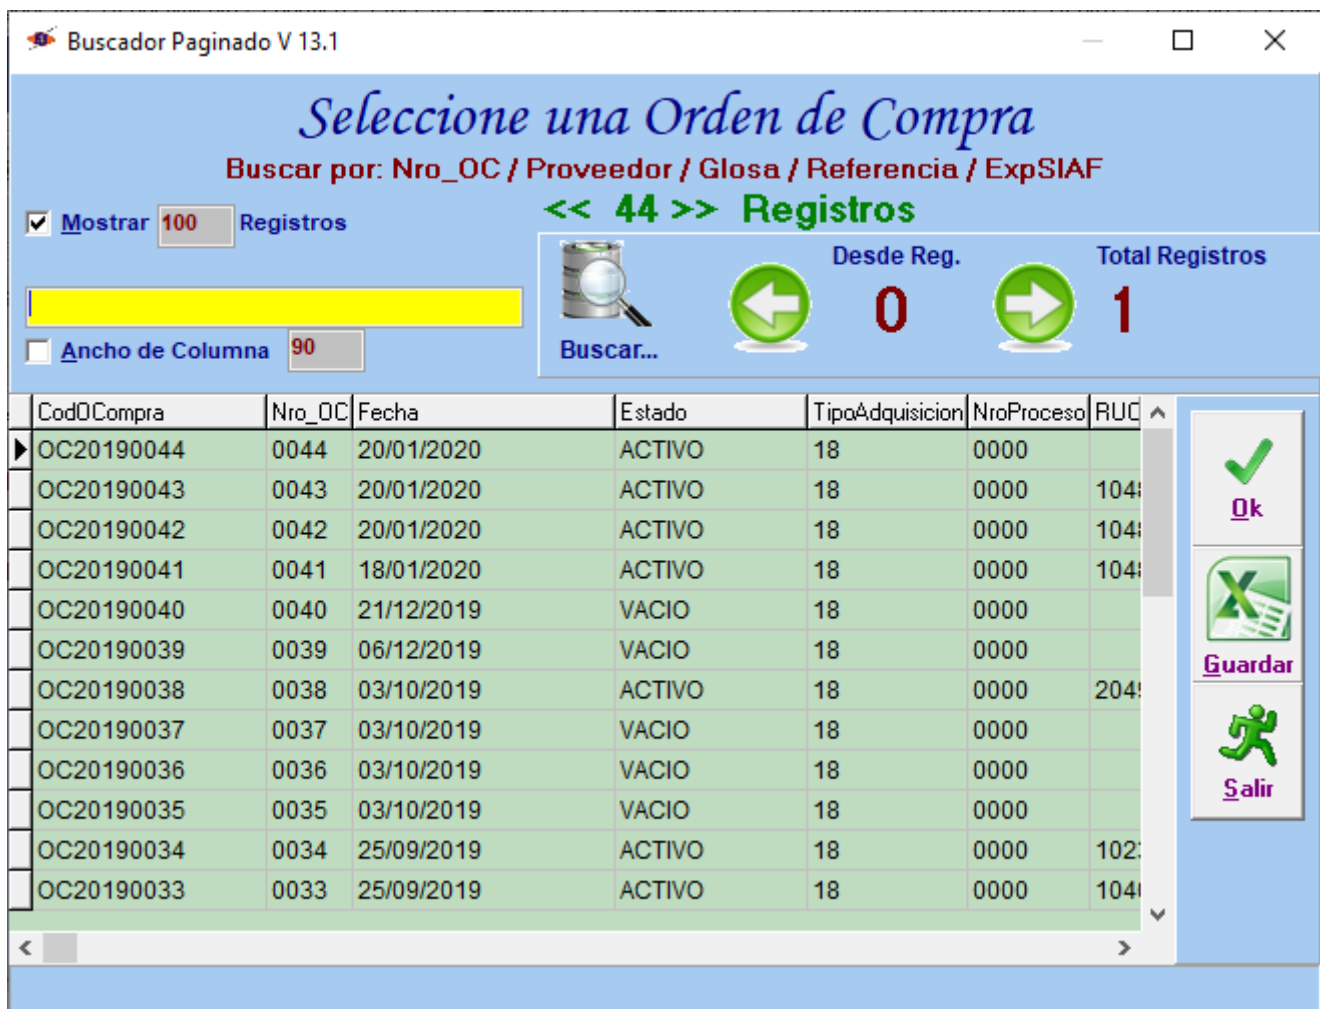 Buscador Paginado V 13.1
Seleccione una Orden de Compra
Buscar por: Nro_OC / Proveedor / Glosa / Referencia / ExpSIAF
Mostrar 100 Registros
<< 44 >> Registros
Desde Reg. Total Registros
0 1
Buscar...
Ancho de Columna 90
CodOCompra Nro_OC Fecha Estado TipoAdquisicion NroProceso RUC
OC20190044 0044 20/01/2020 ACTIVO 18 0000
OC20190043 0043 20/01/2020 ACTIVO 18 0000 104
OC20190042 0042 20/01/2020 ACTIVO 18 0000 104
OC20190041 0041 18/01/2020 ACTIVO 18 0000 104
OC20190040 0040 21/12/2019 VACIO 18 0000
OC20190039 0039 06/12/2019 VACIO 18 0000
OC20190038 0038 03/10/2019 ACTIVO 18 0000 204
OC20190037 0037 03/10/2019 VACIO 18 0000
OC20190036 0036 03/10/2019 VACIO 18 0000
OC20190035 0035 03/10/2019 VACIO 18 0000
OC20190034 0034 25/09/2019 ACTIVO 18 0000 102
OC20190033 0033 25/09/2019 ACTIVO 18 0000 104
Ok
Guardar
Salir